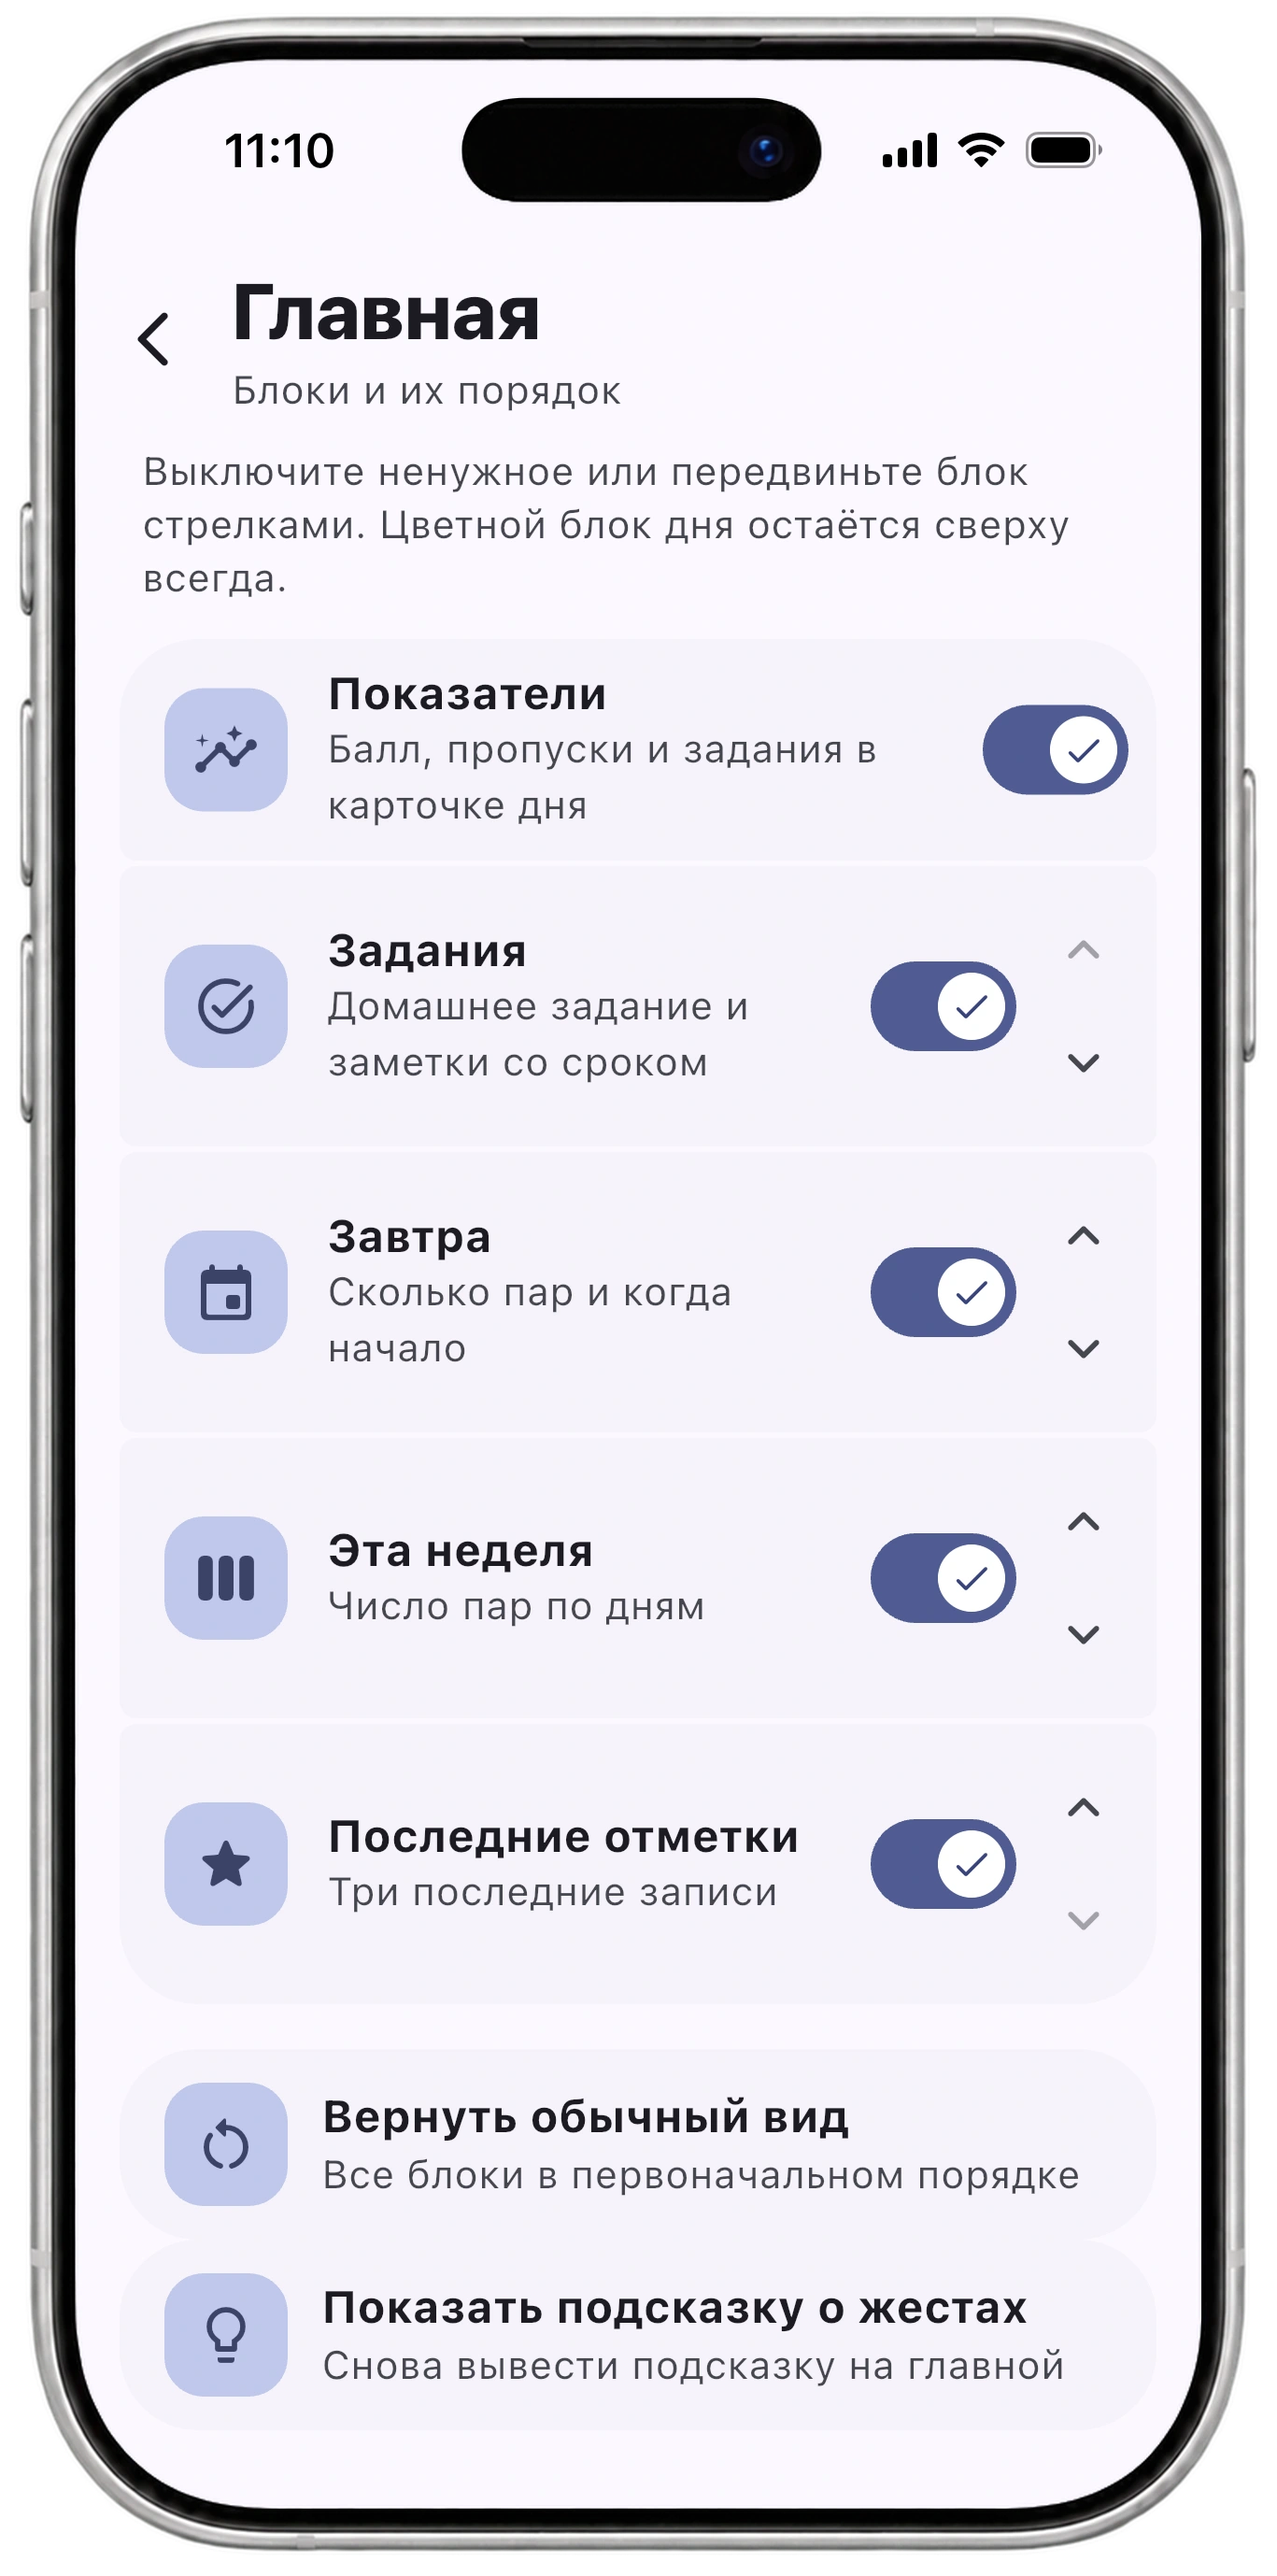 11:10
Главная
Блоки и их порядок
Выключите ненужное или передвиньте блок
стрелками. Цветной блок дня остаётся сверху
всегда.
Показатели
Балл, пропуски и задания в
карточке дня
Задания
Домашнее задание и
заметки со сроком
Завтра
Сколько пар и когда
начало
Эта неделя
Число пар по дням
Последние отметки
Три последние записи
Вернуть обычный вид
Все блоки в первоначальном порядке
Показать подсказку о жестах
Снова вывести подсказку на главной